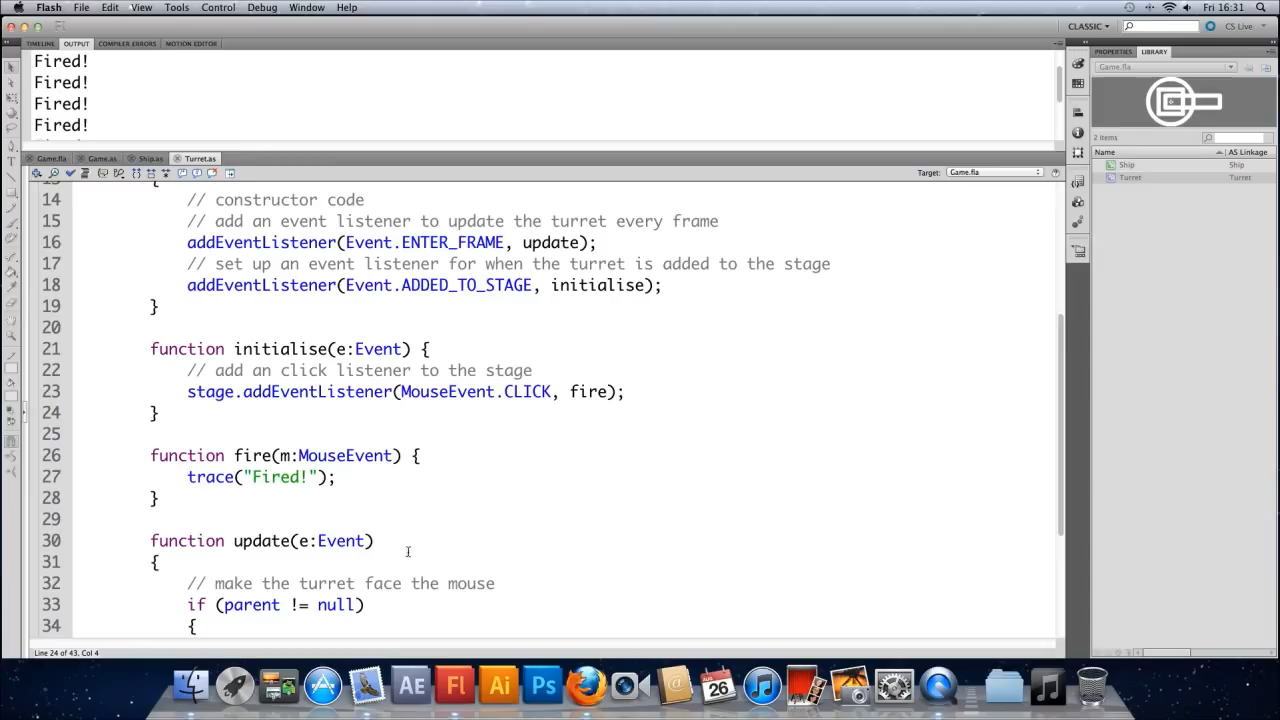 Flash File Edit View Tools Control Debug Window Help
Fri 16:31
CLASSIC
CS Live
TIMELINE OUTPUT COMPILER ERRORS MOTION EDITOR
PROPERTIES LIBRARY
Fired!
Fired!
Fired!
Fired!
Game.fla
2 items
Name AS Linkage
Ship Ship
Turret Turret
Game.fla Game.as Ship.as Turret.as
Target: Game.fla
13 {
14 // constructor code
15 // add an event listener to update the turret every frame
16 addEventListener(Event.ENTER_FRAME, update);
17 // set up an event listener for when the turret is added to the stage
18 addEventListener(Event.ADDED_TO_STAGE, initialise);
19 }
20
21 function initialise(e:Event) {
22 // add an click listener to the stage
23 stage.addEventListener(MouseEvent.CLICK, fire);
24 }
25
26 function fire(m:MouseEvent) {
27 trace("Fired!");
28 }
29
30 function update(e:Event)
31 {
32 // make the turret face the mouse
33 if (parent != null)
34 {
Line 24 of 43, Col 4
AE Fl Ai Ps
AUG
26